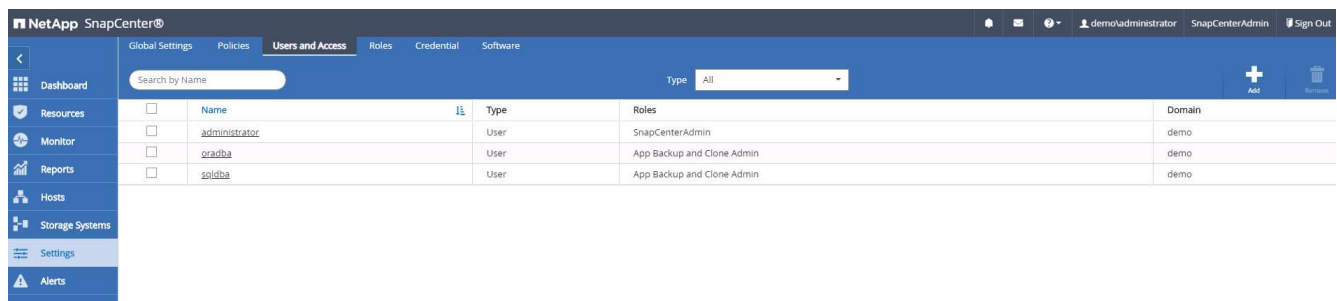 NetApp SnapCenter®
demo\administrator SnapCenterAdmin Sign Out
Global Settings Policies Users and Access Roles Credential Software
Search by Name Type All Add Remove
Name Type Roles Domain
administrator User SnapCenterAdmin demo
oradba User App Backup and Clone Admin demo
sqldba User App Backup and Clone Admin demo
Dashboard
Resources
Monitor
Reports
Hosts
Storage Systems
Settings
Alerts